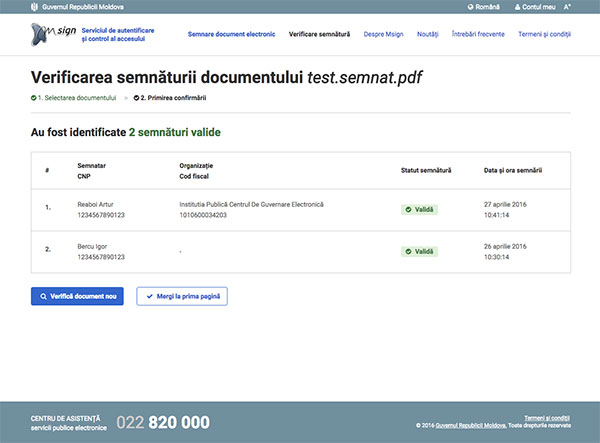 Guvernul Republicii Moldova
Română Contul meu A+
Msign Serviciul de autentificare
și control al accesului
Semnare document electronic Verificare semnătură Despre Msign Noutăți Întrebări frecvente Termeni și condiții
Verificarea semnăturii documentului test.semnat.pdf
1. Selectarea documentului » 2. Primirea confirmării
Au fost identificate 2 semnături valide
# Semnatar Organizație Statut semnătură Data și ora semnării
CNP Cod fiscal
1. Reaboi Artur Institutia Publică Centrul De Guvernare Electronică Validă 27 aprilie 2016
1234567890123 1010600034203 10:41:14
2. Bercu Igor , Validă 26 aprilie 2016
1234567890123 10:30:14
Verifică document nou Mergi la prima pagină
CENTRU DE ASISTENȚĂ
servicii publice electronice
022 820 000
Termeni și condiții
© 2016 Guvernul Republicii Moldova, Toate drepturile rezervate